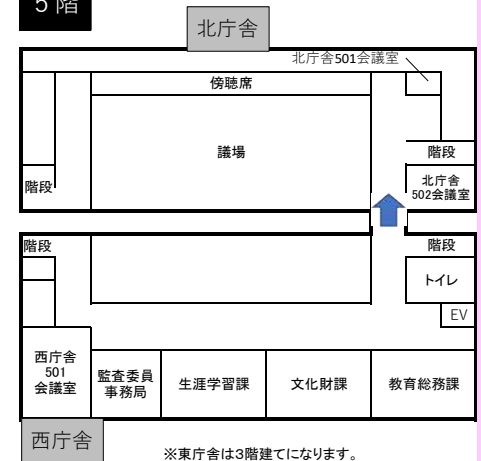 5階
北庁舎
北庁舎501会議室
傍聴席
議場
階段
階段
北庁舎
502会議室
階段
階段
トイレ
EV
西庁舎
501
会議室
監査委員
事務局
生涯学習課
文化財課
教育総務課
西庁舎
※東庁舎は3階建てになります。